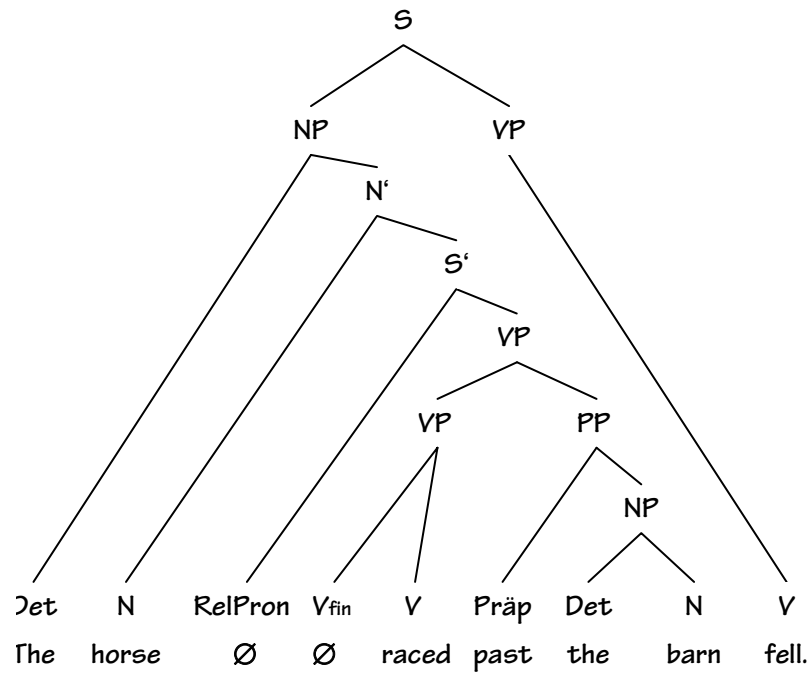 S
NP VP
N‘
S‘
VP
VP PP
NP
Det N RelPron Vfin V Präp Det N V
The horse ∅ ∅ raced past the barn fell.